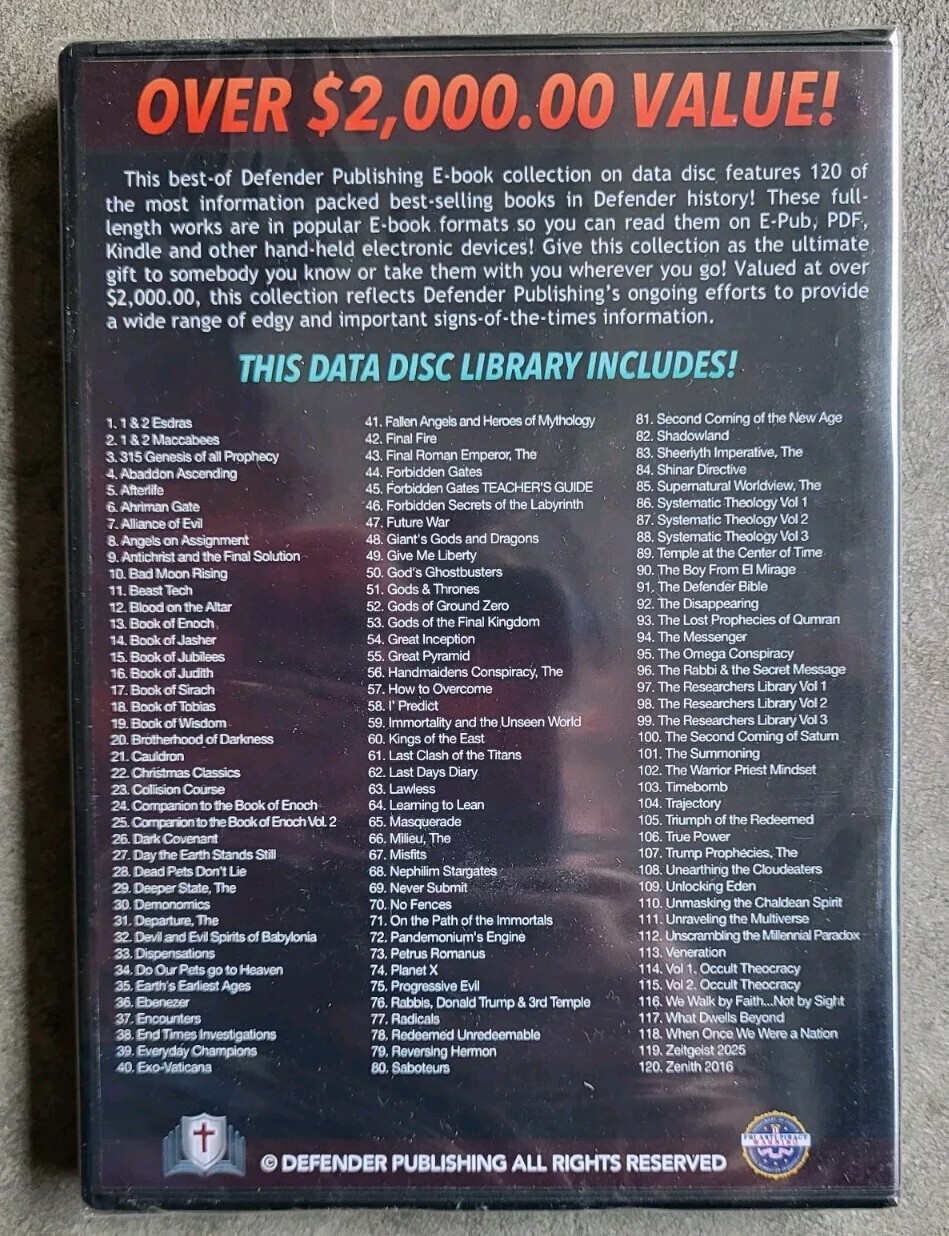 OVER $2,000.00 VALUE!
This best-of Defender Publishing E-book collection on data disc features 120 of
the most information packed best-selling books in Defender history! These full-
length works are in popular E-book formats so you can read them on E-Pub, PDF,
Kindle and other hand-held electronic devices! Give this collection as the ultimate
gift to somebody you know or take them with you wherever you go! Valued at over
$2,000.00, this collection reflects Defender Publishing's ongoing efforts to provide
a wide range of edgy and important signs-of-the-times information.
THIS DATA DISC LIBRARY INCLUDES!
1. 1 & 2 Esdras
2. 1 & 2 Maccabees
3. 315 Genesis of all Prophecy
4. Abaddon Ascending
5. Afterlife
6. Ahriman Gate
7. Alliance of Evil
8. Angels on Assignment
9. Antichrist and the Final Solution
10. Bad Moon Rising
11. Beast Tech
12. Blood on the Altar
13. Book of Enoch
14. Book of Jasher
15. Book of Jubilees
16. Book of Judith
17. Book of Sirach
18. Book of Tobias
19. Book of Wisdom
20. Brotherhood of Darkness
21. Cauldron
22. Christmas Classics
23. Collision Course
24. Companion to the Book of Enoch
25. Companion to the Book of Enoch Vol. 2
26. Dark Covenant
27. Day the Earth Stands Still
28. Dead Pets Don't Lie
29. Deeper State, The
30. Demonomics
31. Departure, The
32. Devil and Evil Spirits of Babylonia
33. Dispensations
34. Do Our Pets go to Heaven
35. Earth's Earliest Ages
36. Ebenezer
37. Encounters
38. End Times Investigations
39. Everyday Champions
40. Exo-Vaticana
41. Fallen Angels and Heroes of Mythology
42. Final Fire
43. Final Roman Emperor, The
44. Forbidden Gates
45. Forbidden Gates TEACHER'S GUIDE
46. Forbidden Secrets of the Labyrinth
47. Future War
48. Giant's Gods and Dragons
49. Give Me Liberty
50. God's Ghostbusters
51. Gods & Thrones
52. Gods of Ground Zero
53. Gods of the Final Kingdom
54. Great Inception
55. Great Pyramid
56. Handmaidens Conspiracy, The
57. How to Overcome
58. I' Predict
59. Immortality and the Unseen World
60. Kings of the East
61. Last Clash of the Titans
62. Last Days Diary
63. Lawless
64. Learning to Lean
65. Masquerade
66. Milieu, The
67. Misfits
68. Nephilim Stargates
69. Never Submit
70. No Fences
71. On the Path of the Immortals
72. Pandemonium's Engine
73. Petrus Romanus
74. Planet X
75. Progressive Evil
76. Rabbis, Donald Trump & 3rd Temple
77. Radicals
78. Redeemed Unredeemable
79. Reversing Hermon
80. Saboteurs
81. Second Coming of the New Age
82. Shadowland
83. Sheeriyth Imperative, The
84. Shinar Directive
85. Supernatural Worldview, The
86. Systematic Theology Vol 1
87. Systematic Theology Vol 2
88. Systematic Theology Vol 3
89. Temple at the Center of Time
90. The Boy From El Mirage
91. The Defender Bible
92. The Disappearing
93. The Lost Prophecies of Qumran
94. The Messenger
95. The Omega Conspiracy
96. The Rabbi & the Secret Message
97. The Researchers Library Vol 1
98. The Researchers Library Vol 2
99. The Researchers Library Vol 3
100. The Second Coming of Saturn
101. The Summoning
102. The Warrior Priest Mindset
103. Timebomb
104. Trajectory
105. Triumph of the Redeemed
106. True Power
107. Trump Prophecies, The
108. Unearthing the Cloudeaters
109. Unlocking Eden
110. Unmasking the Chaldean Spirit
111. Unraveling the Multiverse
112. Unscrambling the Millennial Paradox
113. Veneration
114. Vol 1. Occult Theocracy
115. Vol 2. Occult Theocracy
116. We Walk by Faith...Not by Sight
117. What Dwells Beyond
118. When Once We Were a Nation
119. Zeitgeist 2025
120. Zenith 2016
© DEFENDER PUBLISHING ALL RIGHTS RESERVED
FBI ANTI-PIRACY
WARNING